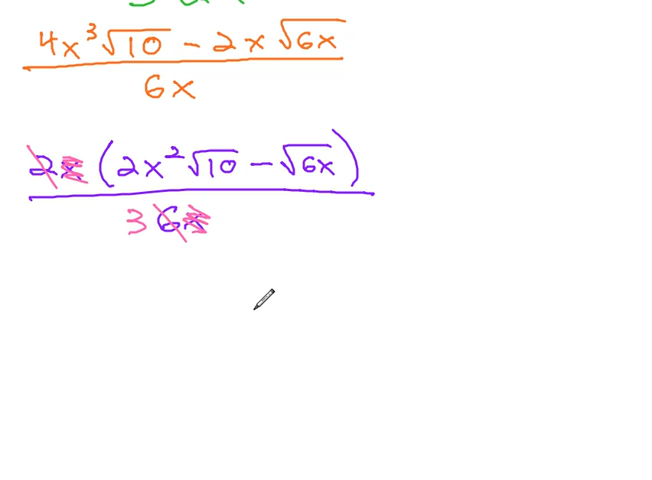 4x³√10 - 2x√6x
6x
2x (2x²√10 - √6x)
3 6x